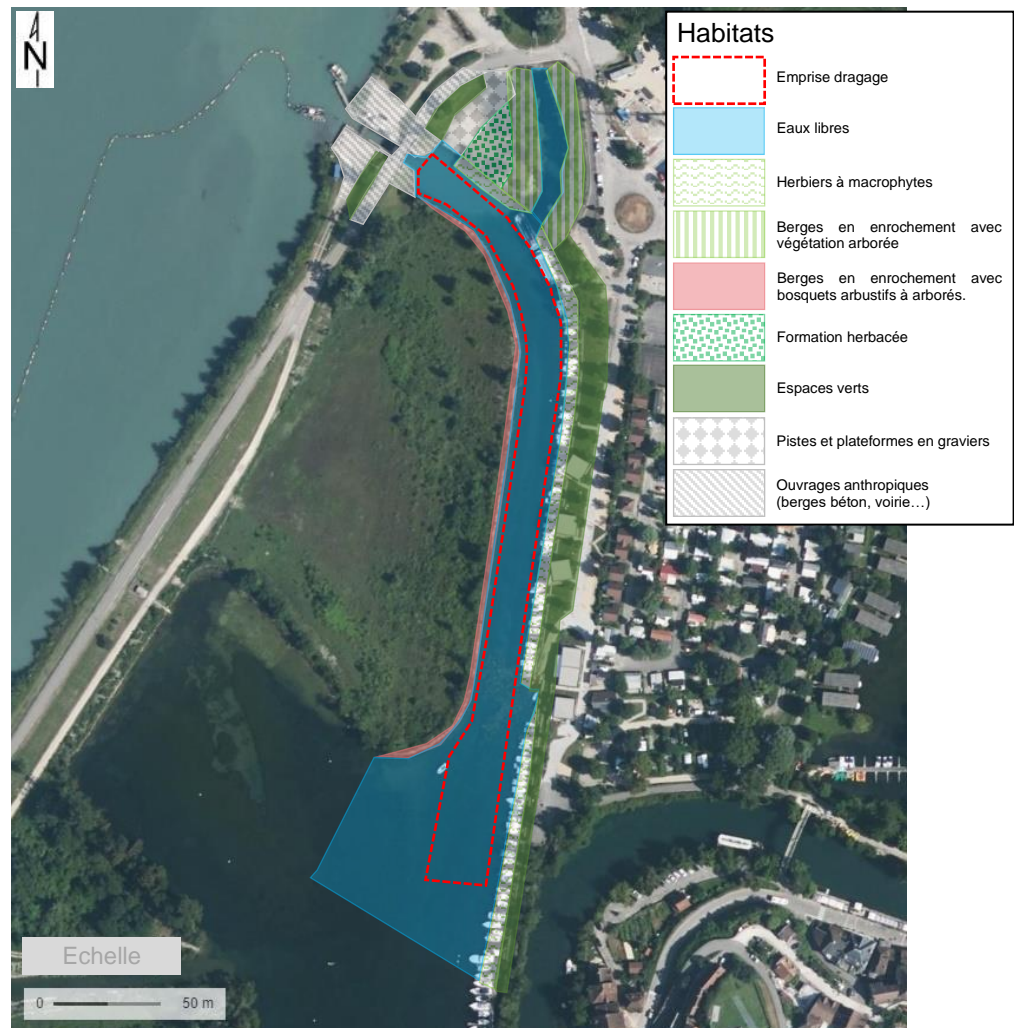 N
Habitats
Emprise dragage
Eaux libres
Herbiers à macrophytes
Berges en enrochement avec
végétation arborée
Berges en enrochement avec
bosquets arbustifs à arborés.
Formation herbacée
Espaces verts
Pistes et plateformes en graviers
Ouvrages anthropiques
(berges béton, voirie…)
Echelle
0 50 m